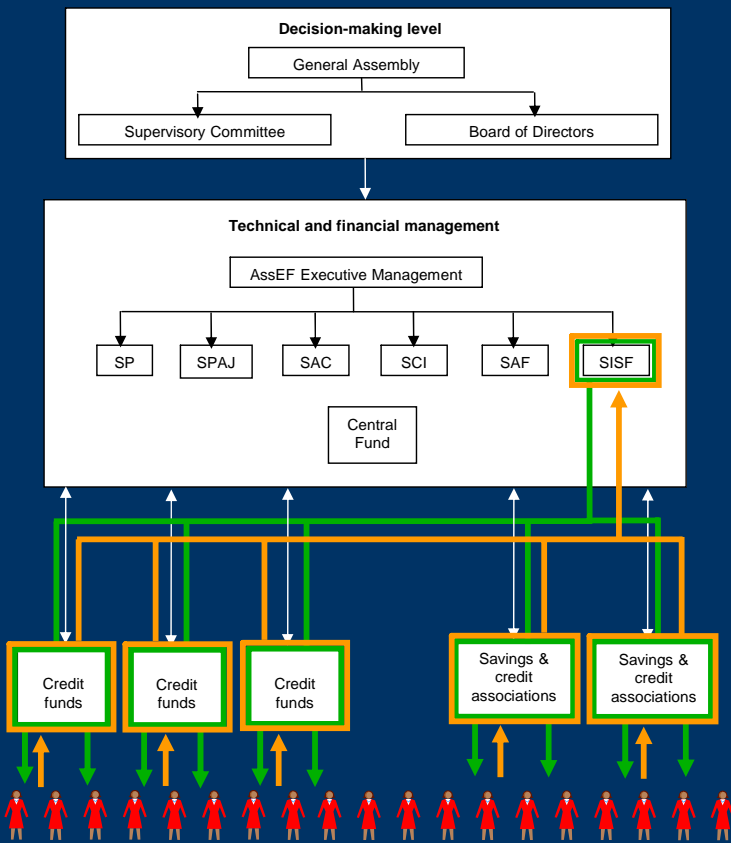 Decision-making level
General Assembly
Supervisory Committee
Board of Directors
Technical and financial management
AssEF Executive Management
SP
SPAJ
SAC
SCI
SAF
SISF
Central
Fund
Credit
funds
Credit
funds
Credit
funds
Savings &
credit
associations
Savings &
credit
associations